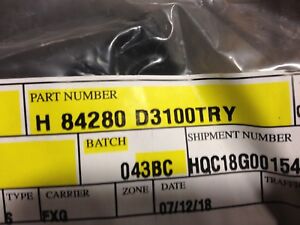 PART NUMBER
H 84280 D3100TRY
BATCH
SHIPMENT NUMBER
043BC
HQC18G00154
TYPE
CARRIER
ZONE
DATE
S
FXG
07/12/18